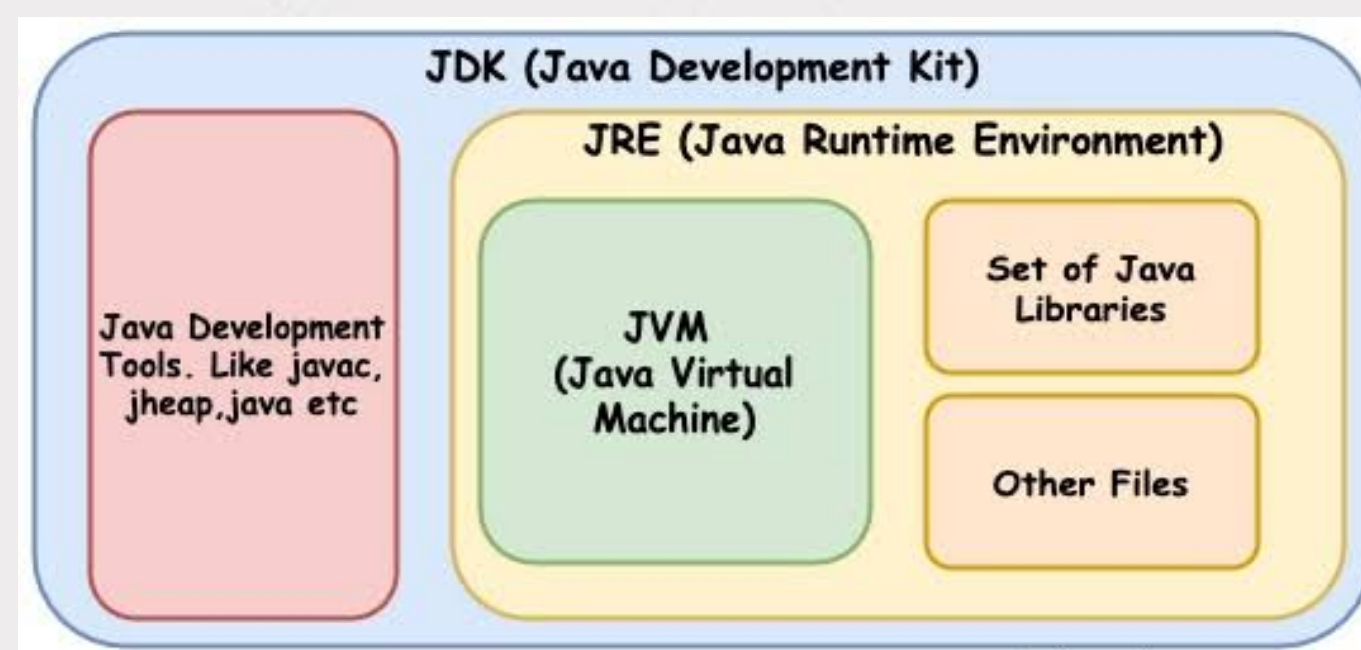 JDK (Java Development Kit)
Java Development
Tools. Like javac,
jheap,java etc
JRE (Java Runtime Environment)
JVM
(Java Virtual
Machine)
Set of Java
Libraries
Other Files